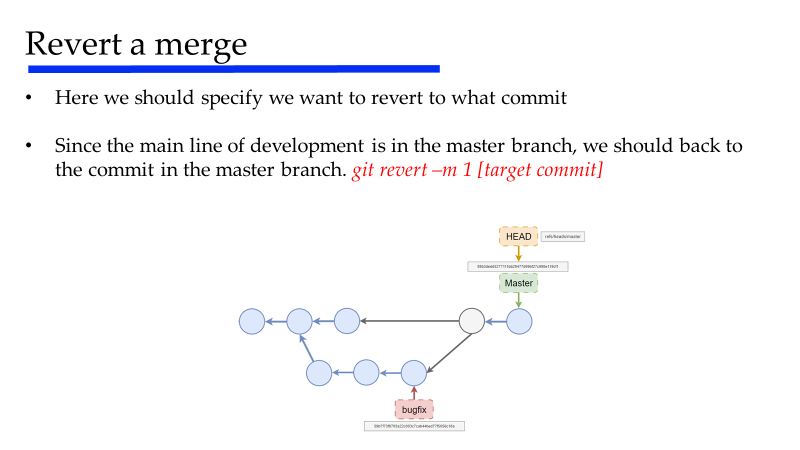 Revert a merge
• Here we should specify we want to revert to what commit
• Since the main line of development is in the master branch, we should back to
the commit in the master branch. git revert –m 1 [target commit]
HEAD
refs/heads/master
Master
bugfix